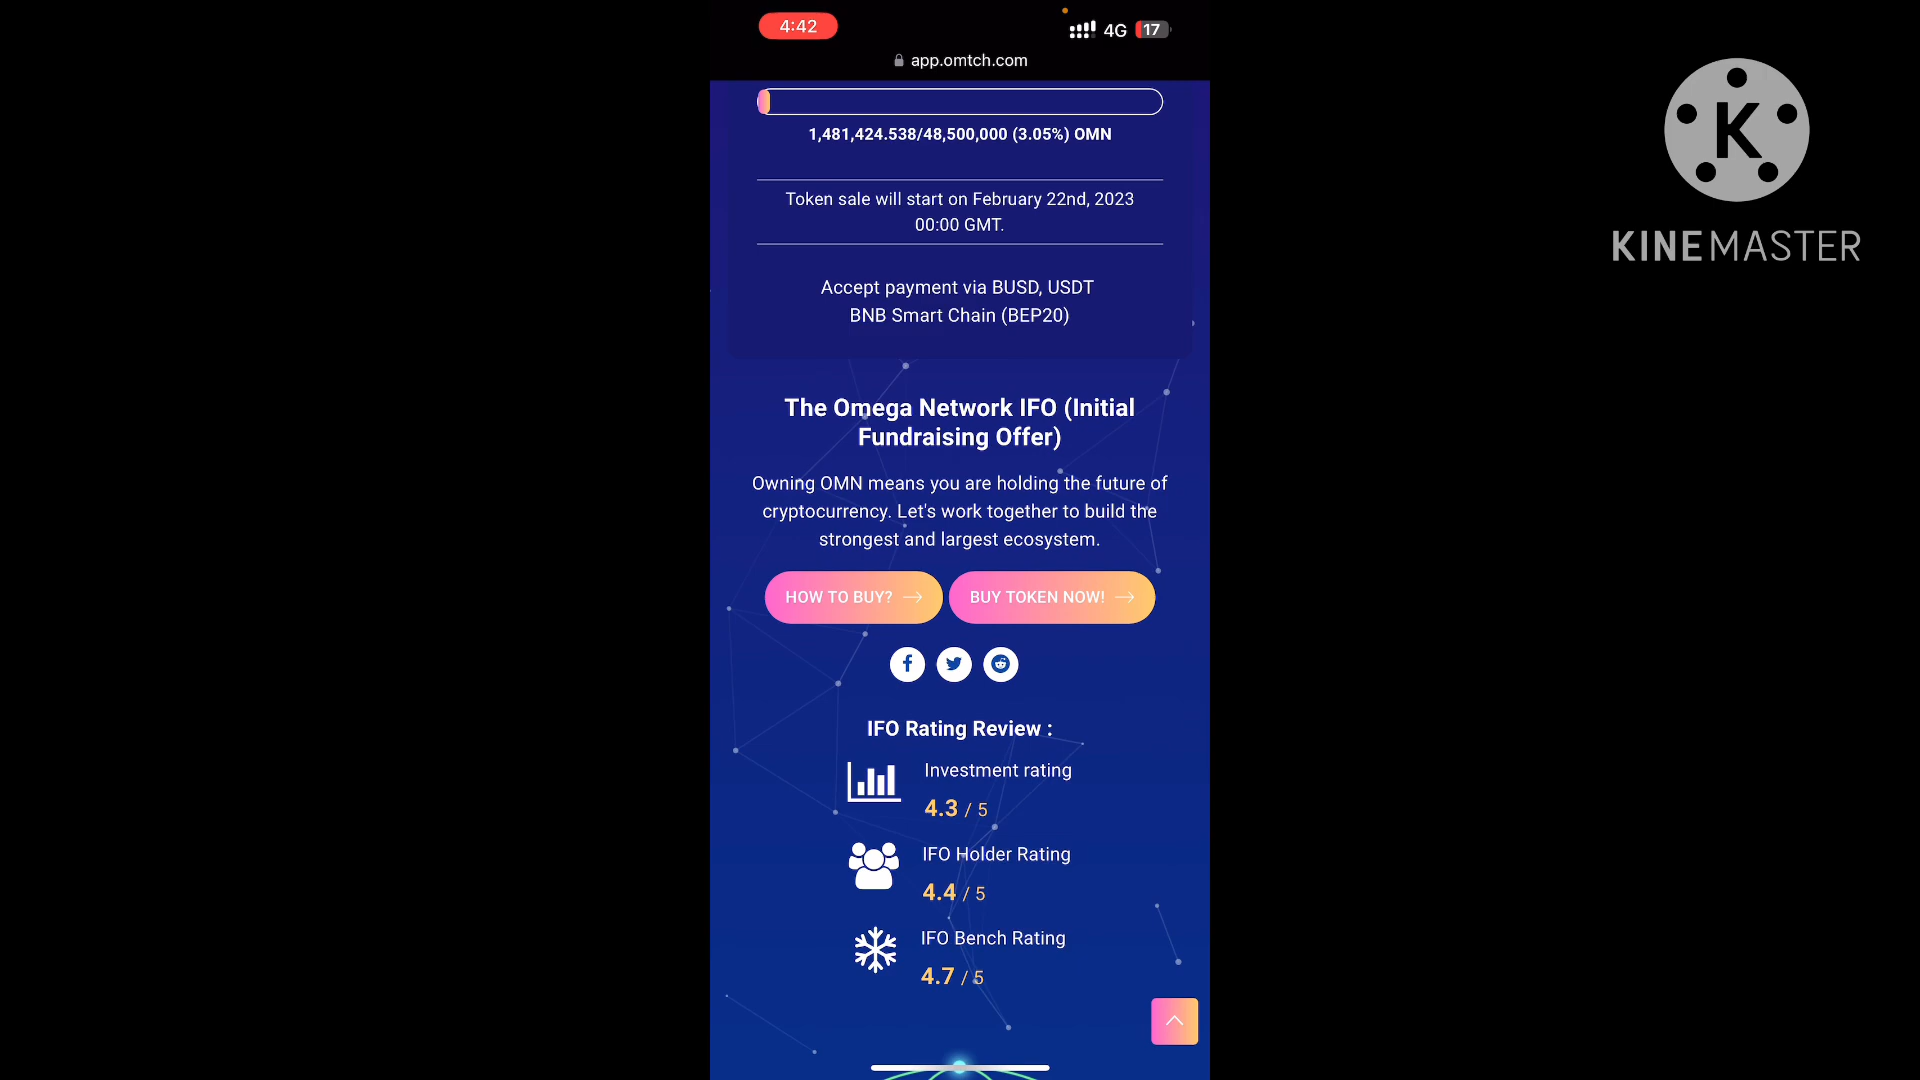 4:42
4G 17
app.omtch.com
K
KINEMASTER
1,481,424.538/48,500,000 (3.05%) OMN
Token sale will start on February 22nd, 2023
00:00 GMT.
Accept payment via BUSD, USDT
BNB Smart Chain (BEP20)
The Omega Network IFO (Initial
Fundraising Offer)
Owning OMN means you are holding the future of
cryptocurrency. Let's work together to build the
strongest and largest ecosystem.
HOW TO BUY?
BUY TOKEN NOW!
IFO Rating Review :
Investment rating
4.3 / 5
IFO Holder Rating
4.4 / 5
IFO Bench Rating
4.7 / 5